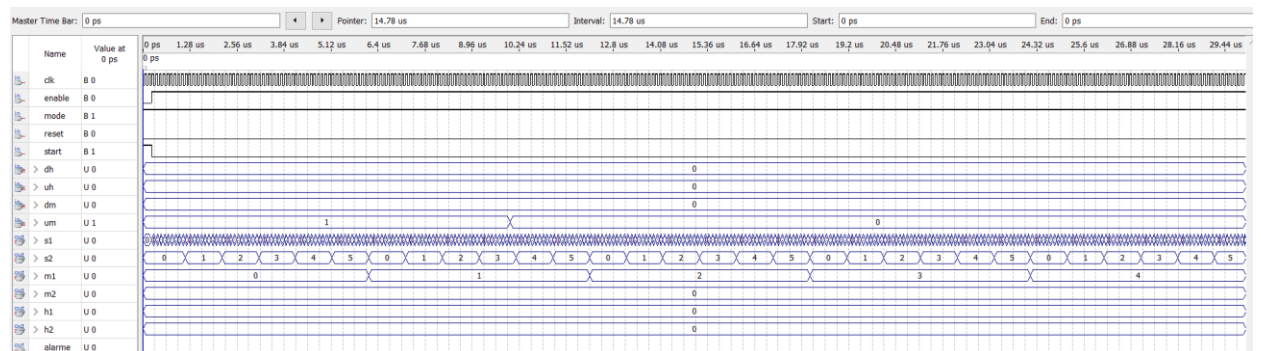 Master Time Bar: 0 ps Pointer: 14.78 us Interval: 14.78 us Start: 0 ps End: 0 ps
Name Value at 0 ps 0 ps 1.28 us 2.56 us 3.84 us 5.12 us 6.4 us 7.68 us 8.96 us 10.24 us 11.52 us 12.8 us 14.08 us 15.36 us 16.64 us 17.92 us 19.2 us 20.48 us 21.76 us 23.04 us 24.32 us 25.6 us 26.88 us 28.16 us 29.44 us
0 ps
clk B 0
enable B 0
mode B 1
reset B 0
start B 1
> dh U 0 0
> uh U 0 0
> dm U 0 0
> um U 1 1 0
> s1 U 0
> s2 U 0 0 1 2 3 4 5 0 1 2 3 4 5 0 1 2 3 4 5 0 1 2 3 4 5 0 1 2 3 4 5
> m1 U 0 0 1 2 3 4
> m2 U 0 0
> h1 U 0 0
> h2 U 0 0
alarme U 0